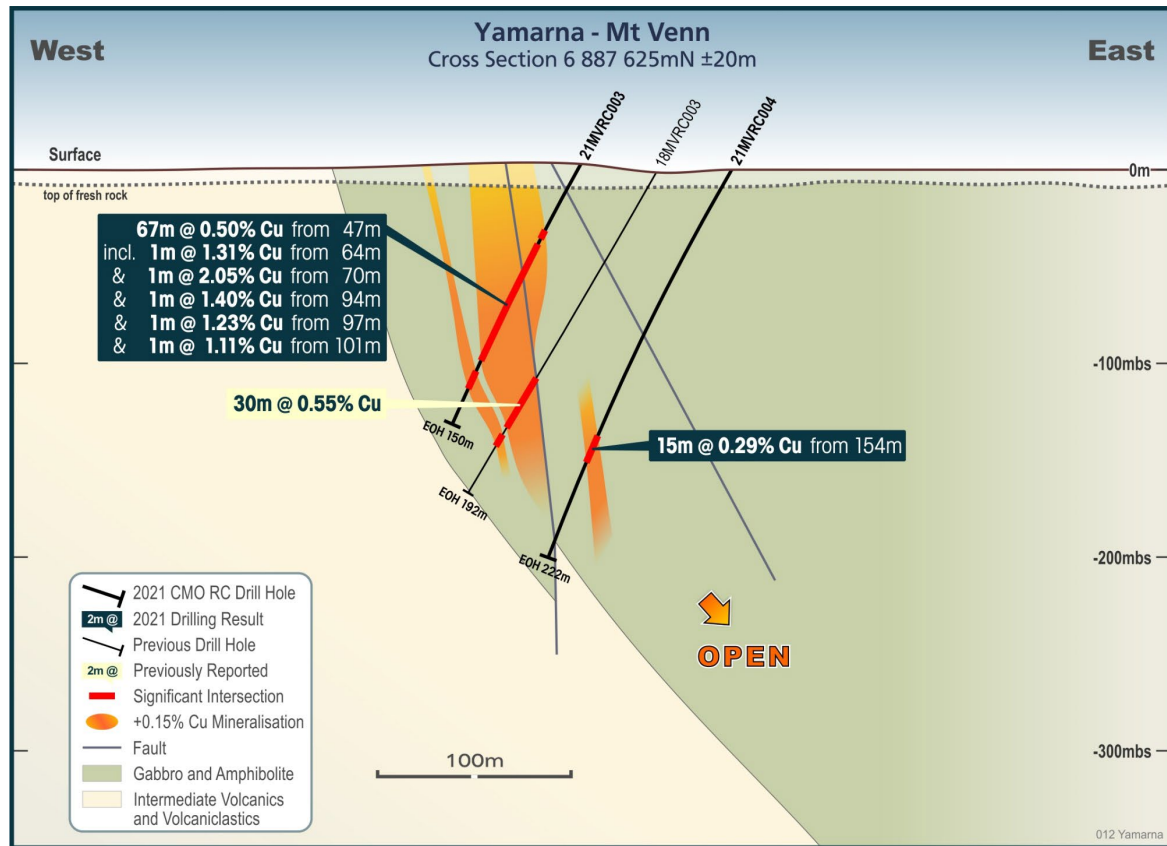 Yamarna - Mt Venn
Cross Section 6 887 625mN ±20m
West
East
21MVRC003
18MVRC003
21MVRC004
Surface
0m
top of fresh rock
67m @ 0.50% Cu from 47m
incl. 1m @ 1.31% Cu from 64m
& 1m @ 2.05% Cu from 70m
& 1m @ 1.40% Cu from 94m
& 1m @ 1.23% Cu from 97m
& 1m @ 1.11% Cu from 101m
-100mbs
30m @ 0.55% Cu
EOH 150m
15m @ 0.29% Cu from 154m
EOH 192m
EOH 222m
-200mbs
2021 CMO RC Drill Hole
2m @ 2021 Drilling Result
Previous Drill Hole
2m @ Previously Reported
Significant Intersection
+0.15% Cu Mineralisation
Fault
Gabbro and Amphibolite
Intermediate Volcanics
and Volcaniclastics
OPEN
100m
-300mbs
012 Yamarna